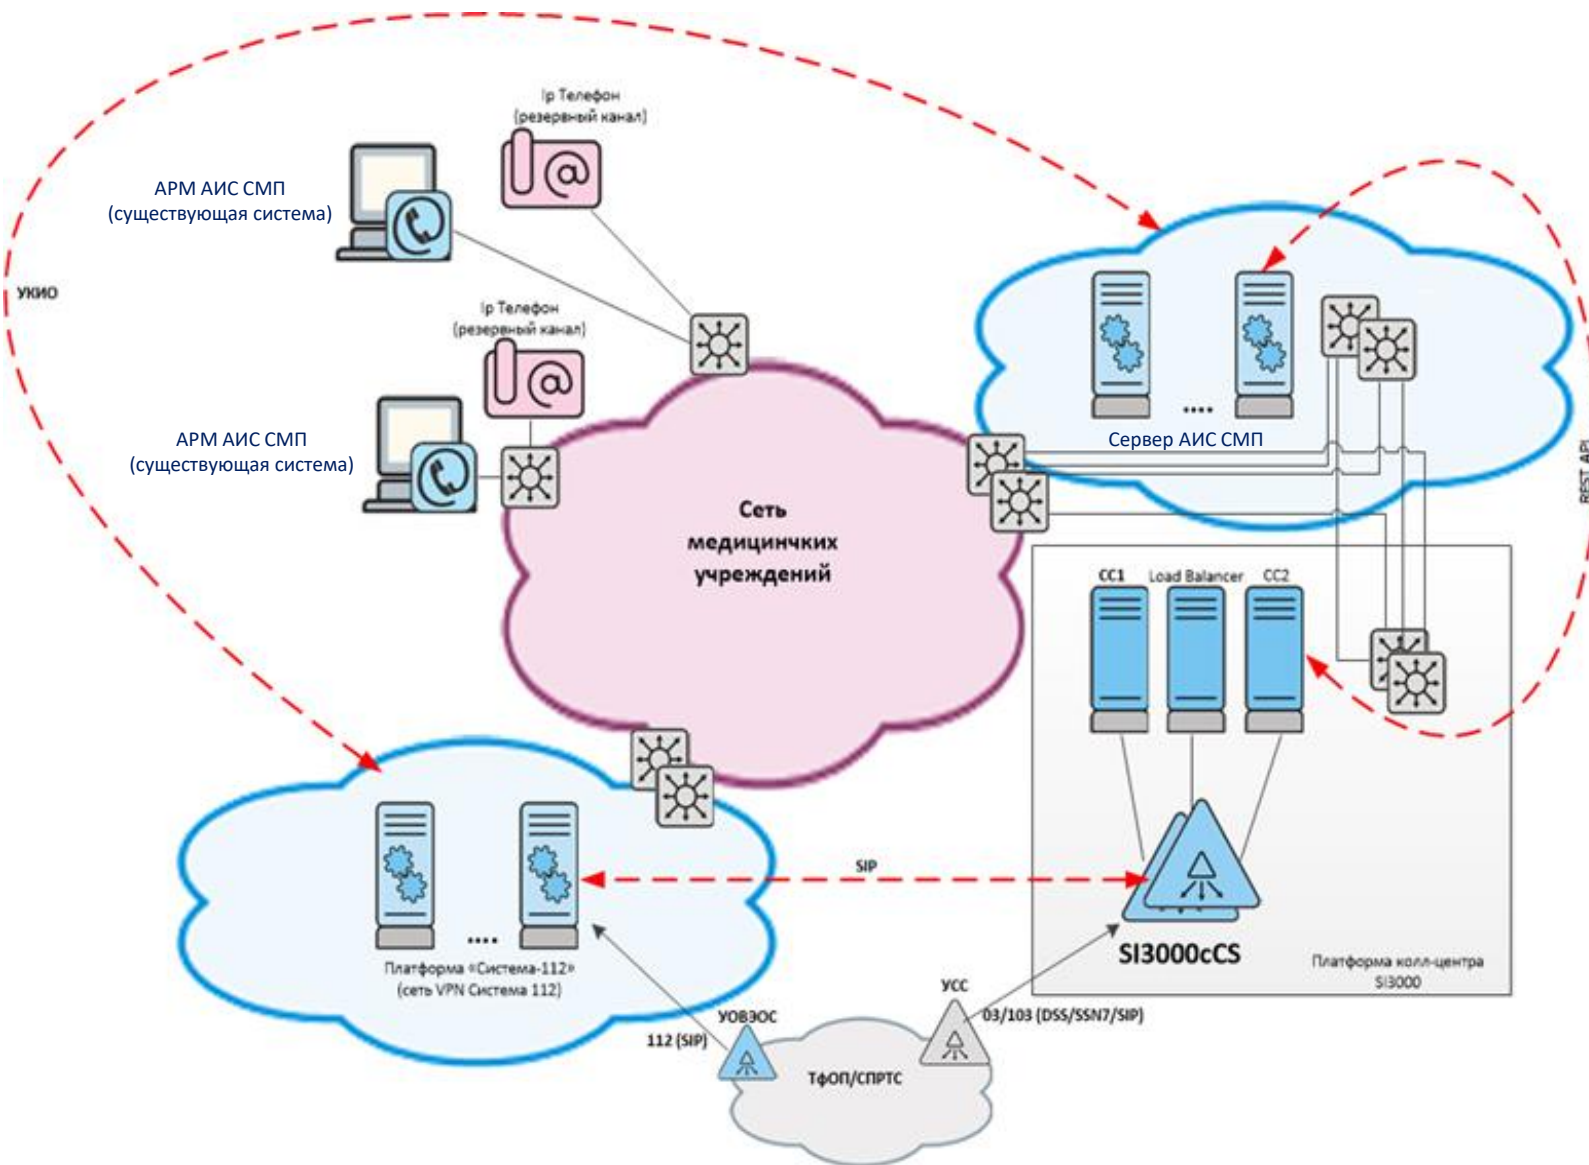 Ip Телефон
(резервный канал)
АРМ АИС СМП
(существующая система)
УКИО
Ip Телефон
(резервный канал)
АРМ АИС СМП
(существующая система)
Сервер АИС СМП
REST API
Сеть
медицинчких
учреждений
CC1
Load Balancer
CC2
SIP
SI3000cCS
Платформа колл-центра
SI3000
Платформа «Система-112»
(сеть VPN Система 112)
УОВЭОС
112 (SIP)
УСС
03/103 (DSS/SSN7/SIP)
ТфОП/СПРТС